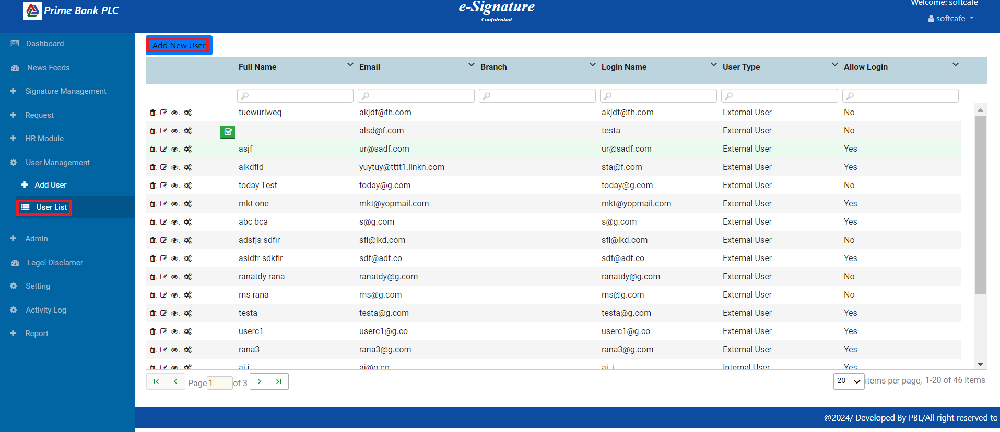 Prime Bank PLC
e-Signature
Confidential
Welcome: softcafe
softcafe
Dashboard
News Feeds
Signature Management
Request
HR Module
User Management
Add User
User List
Admin
Legel Disclamer
Setting
Activity Log
Report
Add New User
Full Name Email Branch Login Name User Type Allow Login
tuewuriweq akjdf@fh.com akjdf@fh.com External User No
alsd@f.com testa External User No
asjf ur@sadf.com ur@sadf.com External User Yes
alkdfld yuytuy@tttt1.linkn.com sta@f.com External User Yes
today Test today@g.com today@g.com External User No
mkt one mkt@yopmail.com mkt@yopmail.com External User Yes
abc bca s@g.com s@g.com External User Yes
adsfjs sdfir sfl@lkd.com sfl@lkd.com External User No
asldfr sdkfir sdf@adf.co sdf@adf.co External User Yes
ranatdy rana ranatdy@g.com ranatdy@g.com External User No
rns rana rns@g.com rns@g.com External User No
testa testa@g.com testa@g.com External User Yes
userc1 userc1@g.co userc1@g.co External User Yes
rana3 rana3@g.com rana3@g.com External User Yes
Internal User Yes
Page 1 of 3
20 items per page, 1-20 of 46 items
@2024/ Developed By PBL/All right reserved to